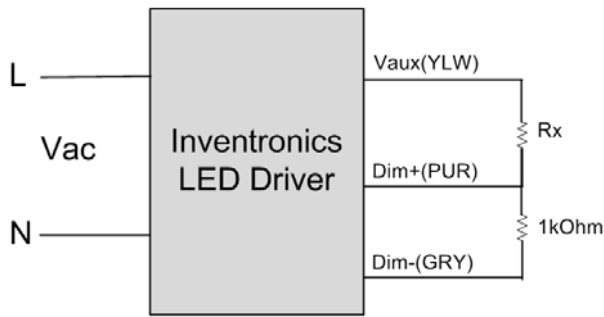 L
Vac
N
Inventronics
LED Driver
Vaux(YLW)
Rx
Dim+(PUR)
1kOhm
Dim-(GRY)